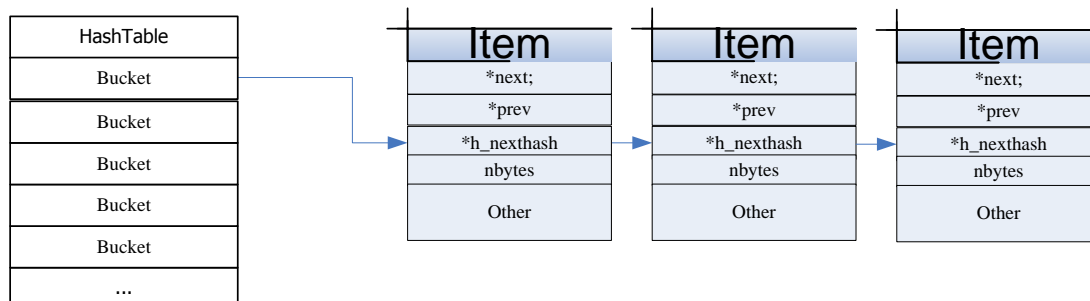 HashTable
Bucket
Bucket
Bucket
Bucket
Bucket
...
Item
*next;
*prev
*h_nexthash
nbytes
Other
Item
*next;
*prev
*h_nexthash
nbytes
Other
Item
*next;
*prev
*h_nexthash
nbytes
Other